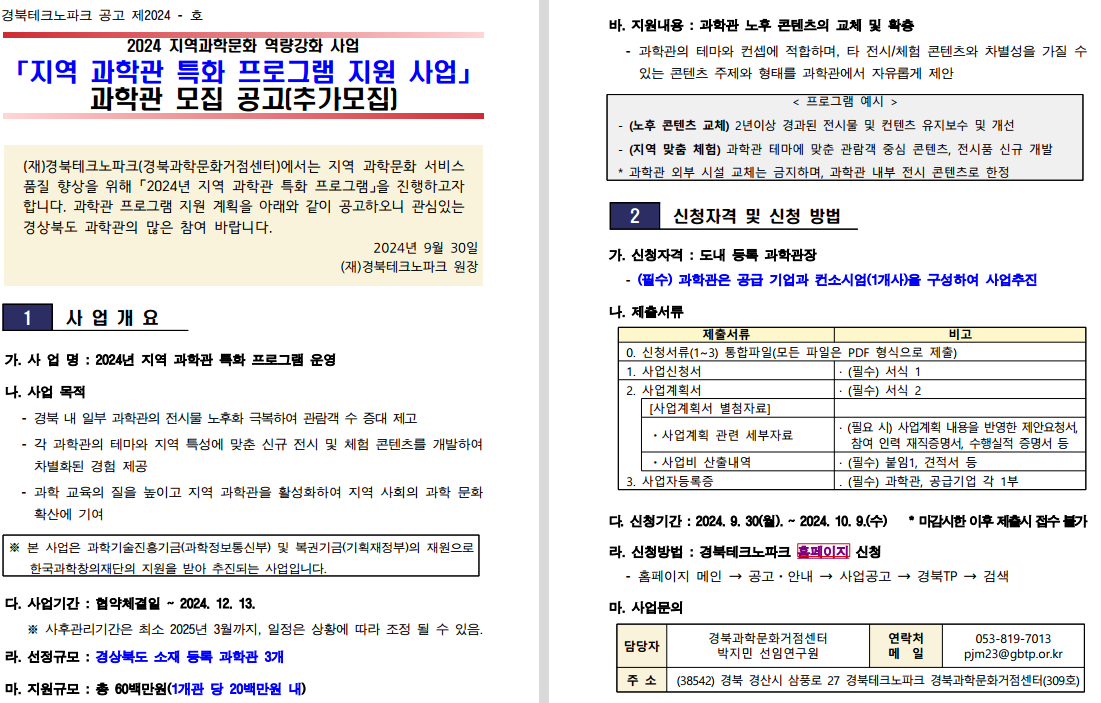 경북테크노파크 공고 제2024 - 호
2024 지역과학문화 역량강화 사업
「지역 과학관 특화 프로그램 지원 사업」
과학관 모집 공고(추가모집)
(재)경북테크노파크(경북과학문화거점센터)에서는 지역 과학문화 서비스
품질 향상을 위해 「2024년 지역 과학관 특화 프로그램」을 진행하고자
합니다. 과학관 프로그램 지원 계획을 아래와 같이 공고하오니 관심있는
경상북도 과학관의 많은 참여 바랍니다.
2024년 9월 30일
(재)경북테크노파크 원장
1 사 업 개 요
가. 사 업 명 : 2024년 지역 과학관 특화 프로그램 운영
나. 사업 목적
- 경북 내 일부 과학관의 전시물 노후화 극복하여 관람객 수 증대 제고
- 각 과학관의 테마와 지역 특성에 맞춘 신규 전시 및 체험 콘텐츠를 개발하여
차별화된 경험 제공
- 과학 교육의 질을 높이고 지역 과학관을 활성화하여 지역 사회의 과학 문화
확산에 기여
※ 본 사업은 과학기술진흥기금(과학정보통신부) 및 복권기금(기획재정부)의 재원으로
한국과학창의재단의 지원을 받아 추진되는 사업입니다.
다. 사업기간 : 협약체결일 ~ 2024. 12. 13.
※ 사후관리기간은 최소 2025년 3월까지, 일정은 상황에 따라 조정 될 수 있음.
라. 선정규모 : 경상북도 소재 등록 과학관 3개
마. 지원규모 : 총 60백만원(1개관 당 20백만원 내)
바. 지원내용 : 과학관 노후 콘텐츠의 교체 및 확충
- 과학관의 테마와 컨셉에 적합하며, 타 전시/체험 콘텐츠와 차별성을 가질 수
있는 콘텐츠 주제와 형태를 과학관에서 자유롭게 제안
< 프로그램 예시 >
- (노후 콘텐츠 교체) 2년이상 경과된 전시물 및 컨텐츠 유지보수 및 개선
- (지역 맞춤 체험) 과학관 테마에 맞춘 관람객 중심 콘텐츠, 전시품 신규 개발
* 과학관 외부 시설 교체는 금지하며, 과학관 내부 전시 콘텐츠로 한정
2 신청자격 및 신청 방법
가. 신청자격 : 도내 등록 과학관장
- (필수) 과학관은 공급 기업과 컨소시엄(1개사)을 구성하여 사업추진
나. 제출서류
제출서류 비고
0. 신청서류(1~3) 통합파일(모든 파일은 PDF 형식으로 제출)
1. 사업신청서 · (필수) 서식 1
2. 사업계획서 · (필수) 서식 2
[사업계획서 별첨자료]
・사업계획 관련 세부자료 · (필요 시) 사업계획 내용을 반영한 제안요청서,
참여 인력 재직증명서, 수행실적 증명서 등
・사업비 산출내역 · (필수) 붙임1, 견적서 등
3. 사업자등록증 . (필수) 과학관, 공급기업 각 1부
다. 신청기간 : 2024. 9. 30(월). ~ 2024. 10. 9.(수) * 마감시한 이후 제출시 접수 불가
라. 신청방법 : 경북테크노파크 홈페이지 신청
- 홈페이지 메인 → 공고・안내 → 사업공고 → 경북TP → 검색
마. 사업문의
담당자 경북과학문화거점센터 박지민 선임연구원 연락처 메 일 053-819-7013 pjm23@gbtp.or.kr
주 소 (38542) 경북 경산시 삼풍로 27 경북테크노파크 경북과학문화거점센터(309호)